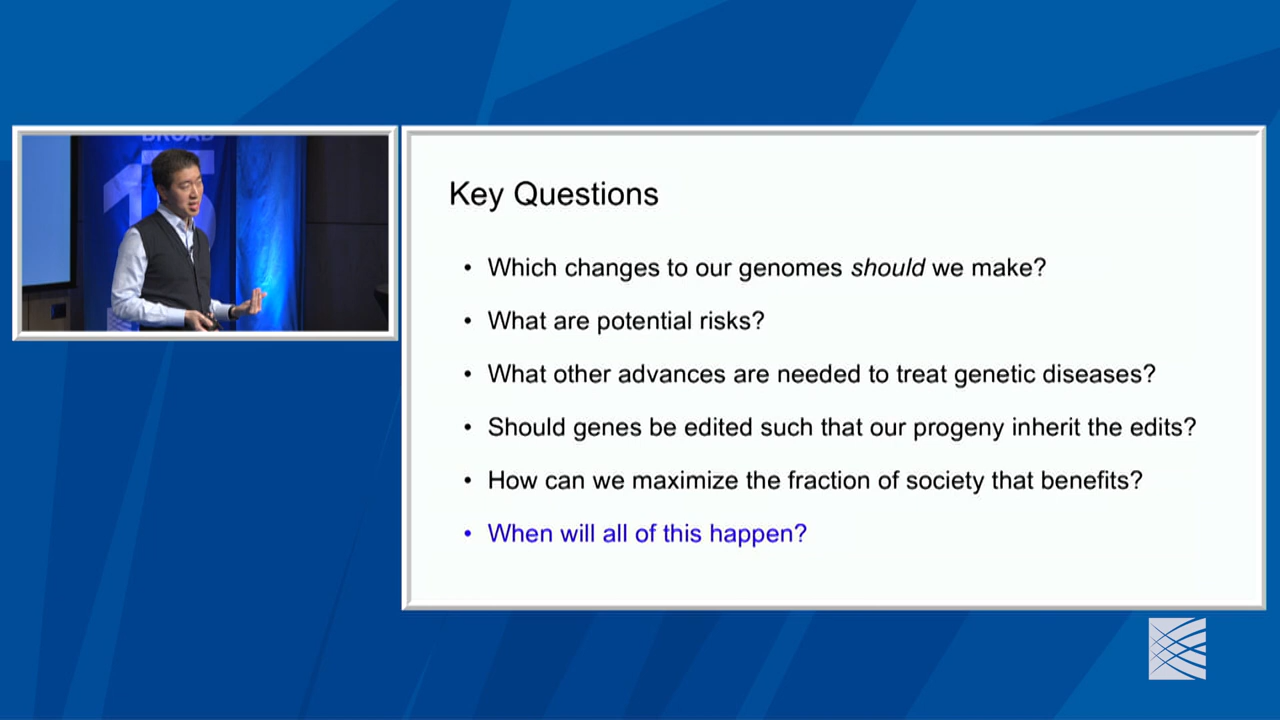 BROAD
15
Key Questions
• Which changes to our genomes should we make?
• What are potential risks?
• What other advances are needed to treat genetic diseases?
• Should genes be edited such that our progeny inherit the edits?
• How can we maximize the fraction of society that benefits?
• When will all of this happen?